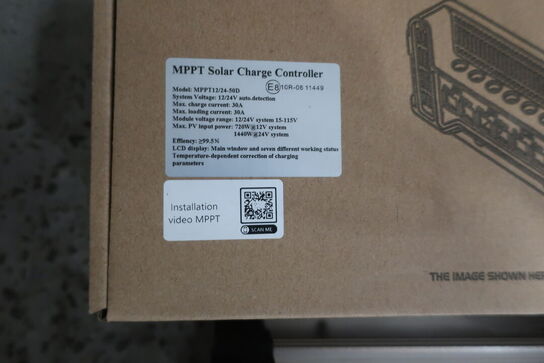 MPPT Solar Charge Controller
Model: MPPT12/24-50D
E8 10R-06 11449
System Voltage: 12/24V auto.detection
Max. charge current: 30A
Max. loading current: 30A
Module voltage range: 12/24V system 15-115V
Max. PV input power: 720W@12V system
1440W@24V system
Effiency: ≥99.5%
LCD display: Main window and seven different working status
Temperature-dependent correction of charging
parameters
Installation
video MPPT
SCAN ME
THE IMAGE SHOWN HER